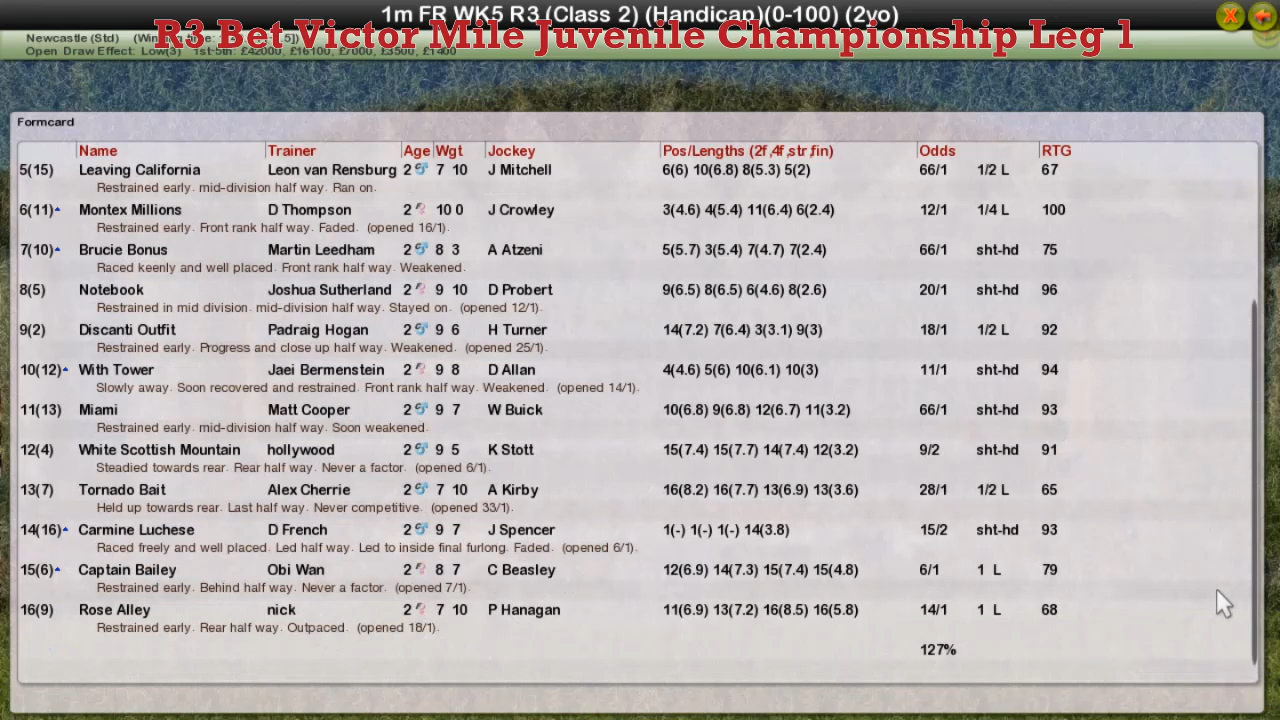 1m FR WK5 R3 (Class 2) (Handicap)(0-100) (2yo)
R3 Bet Victor Mile Juvenile Championship Leg 1
Newcastle (Std)
Open Draw Effect: Low(3) 1st-5th: £42000, £16100, £7000, £3500, £1400
Formcard
Name Trainer Age Wgt Jockey Pos/Lengths (2f,4f,str,fin) Odds RTG
5(15) Leaving California Leon van Rensburg 2 7 10 J Mitchell 6(6) 10(6.8) 8(5.3) 5(2) 66/1 1/2 L 67
Restrained early. mid-division half way. Ran on.
6(11) Montex Millions D Thompson 2 10 0 J Crowley 3(4.6) 4(5.4) 11(6.4) 6(2.4) 12/1 1/4 L 100
Restrained early. Front rank half way. Faded. (opened 16/1).
7(10) Brucie Bonus Martin Leedham 2 8 3 A Atzeni 5(5.7) 3(5.4) 7(4.7) 7(2.4) 66/1 sht-hd 75
Raced keenly and well placed. Front rank half way. Weakened.
8(5) Notebook Joshua Sutherland 2 9 10 D Probert 9(6.5) 8(6.5) 6(4.6) 8(2.6) 20/1 sht-hd 96
Restrained in mid division. mid-division half way. Stayed on. (opened 12/1).
9(2) Discanti Outfit Padraig Hogan 2 9 6 H Turner 14(7.2) 7(6.4) 3(3.1) 9(3) 18/1 1/2 L 92
Restrained early. Progress and close up half way. Weakened. (opened 25/1).
10(12) With Tower Jaei Bermenstein 2 9 8 D Allan 4(4.6) 5(6) 10(6.1) 10(3) 11/1 sht-hd 94
Slowly away. Soon recovered and restrained. Front rank half way. Weakened. (opened 14/1).
11(13) Miami Matt Cooper 2 9 7 W Buick 10(6.8) 9(6.8) 12(6.7) 11(3.2) 66/1 sht-hd 93
Restrained early. mid-division half way. Soon weakened.
12(4) White Scottish Mountain hollywood 2 9 5 K Stott 15(7.4) 15(7.7) 14(7.4) 12(3.2) 9/2 sht-hd 91
Steadied towards rear. Rear half way. Never a factor. (opened 6/1).
13(7) Tornado Bait Alex Cherrie 2 7 10 A Kirby 16(8.2) 16(7.7) 13(6.9) 13(3.6) 28/1 1/2 L 65
Held up towards rear. Last half way. Never competitive. (opened 33/1).
14(16) Carmine Luchese D French 2 9 7 J Spencer 1(-) 1(-) 1(-) 14(3.8) 15/2 sht-hd 93
Raced freely and well placed. Led half way. Led to inside final furlong. Faded. (opened 6/1).
15(6) Captain Bailey Obi Wan 2 8 7 C Beasley 12(6.9) 14(7.3) 15(7.4) 15(4.8) 6/1 1 L 79
Restrained early. Behind half way. Never a factor. (opened 7/1).
16(9) Rose Alley nick 2 7 10 P Hanagan 11(6.9) 13(7.2) 16(8.5) 16(5.8) 14/1 1 L 68
Restrained early. Rear half way. Outpaced. (opened 18/1).
127%